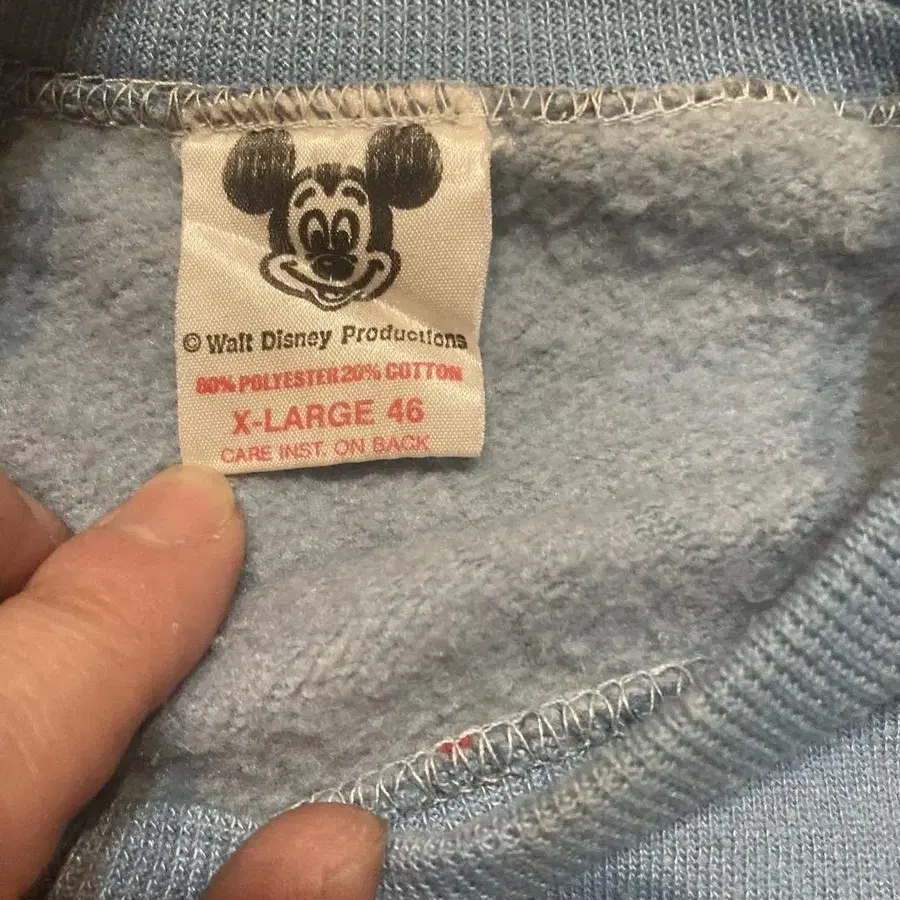 © Walt Disney Productions
80% POLYESTER 20% COTTON
X-LARGE 46
CARE INST. ON BACK